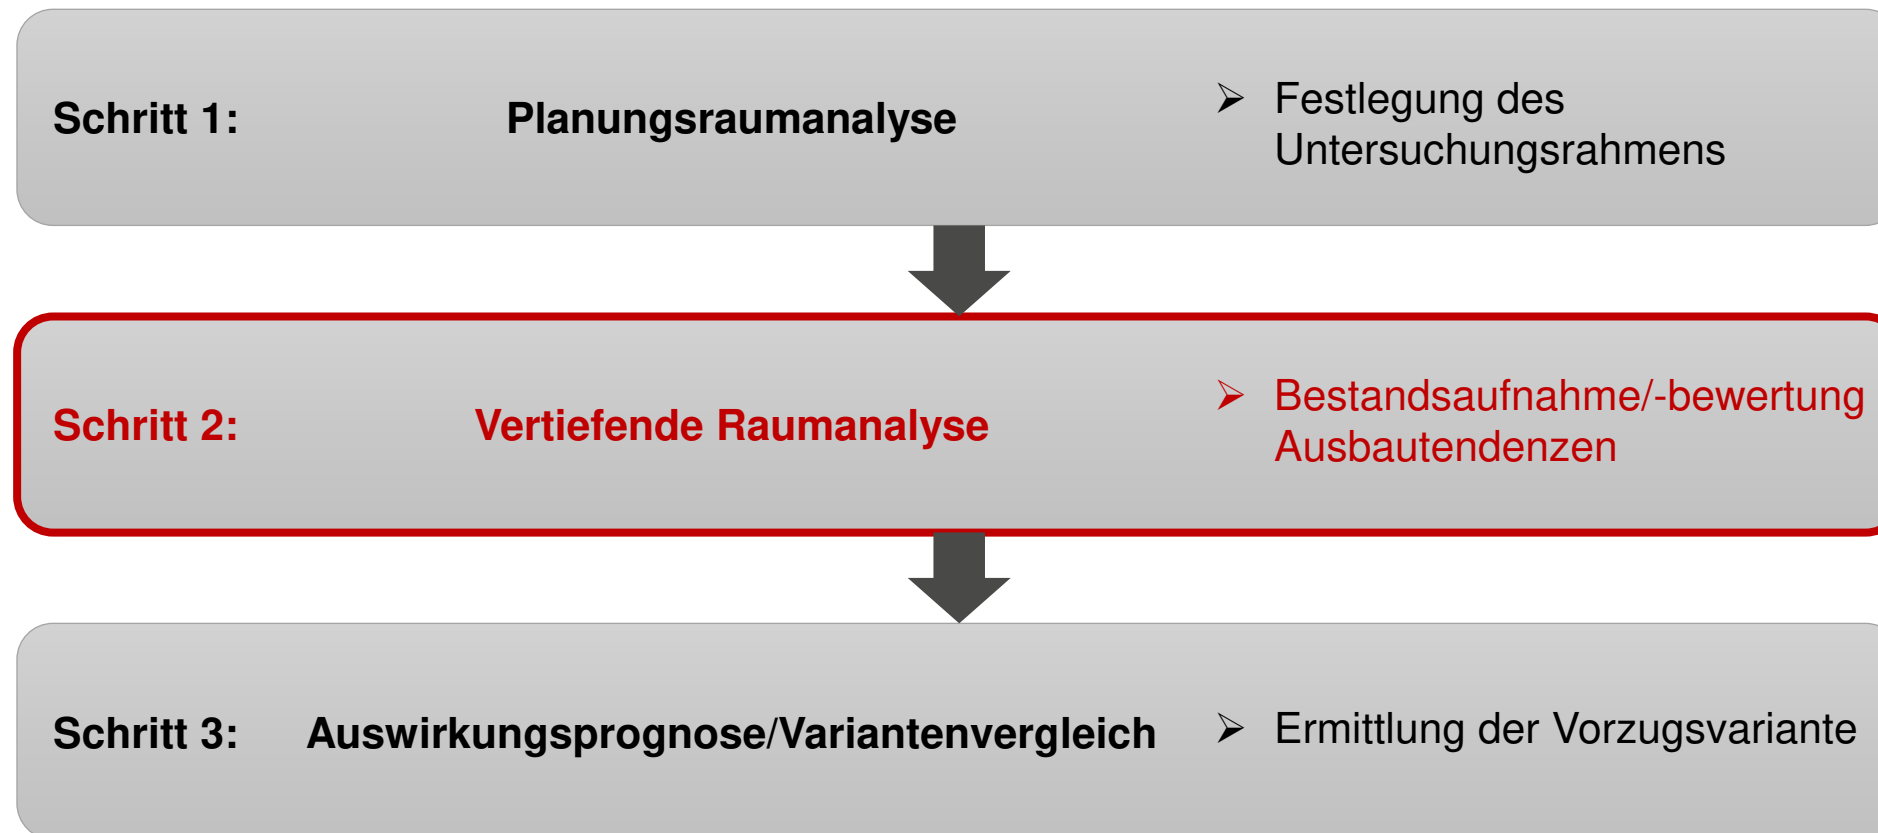 Schritt 1: Planungsraumanalyse ➢ Festlegung des
Untersuchungsrahmens
Schritt 2: Vertiefende Raumanalyse ➢ Bestandsaufnahme/-bewertung
Ausbautendenzen
Schritt 3: Auswirkungsprognose/Variantenvergleich ➢ Ermittlung der Vorzugsvariante